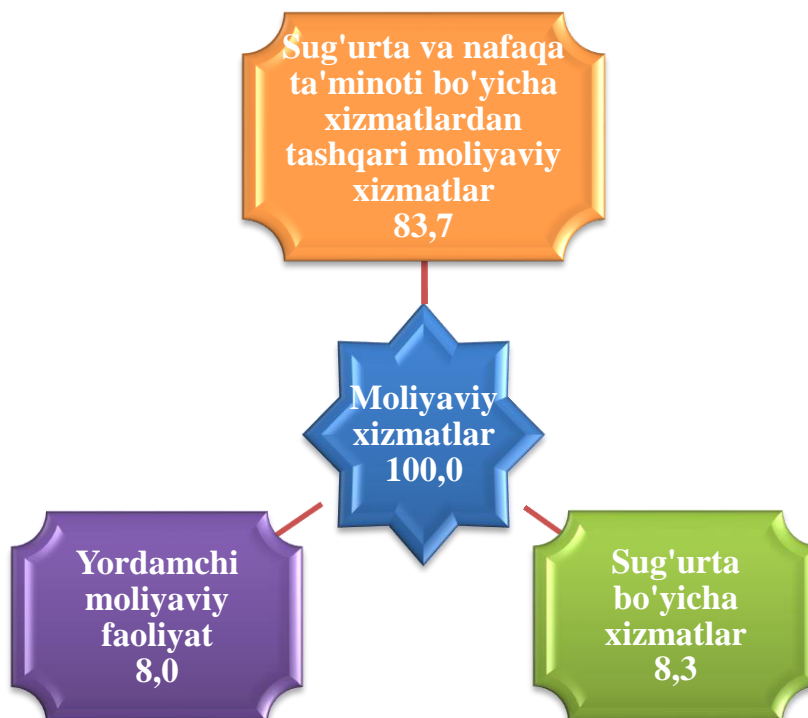 Sug'urta va nafaqa
ta'minoti bo'yicha
xizmatlardan
tashqari moliyaviy
xizmatlar
83,7
Moliyaviy
xizmatlar
100,0
Yordamchi
moliyaviy
faoliyat
8,0
Sug'urta
bo'yicha
xizmatlar
8,3